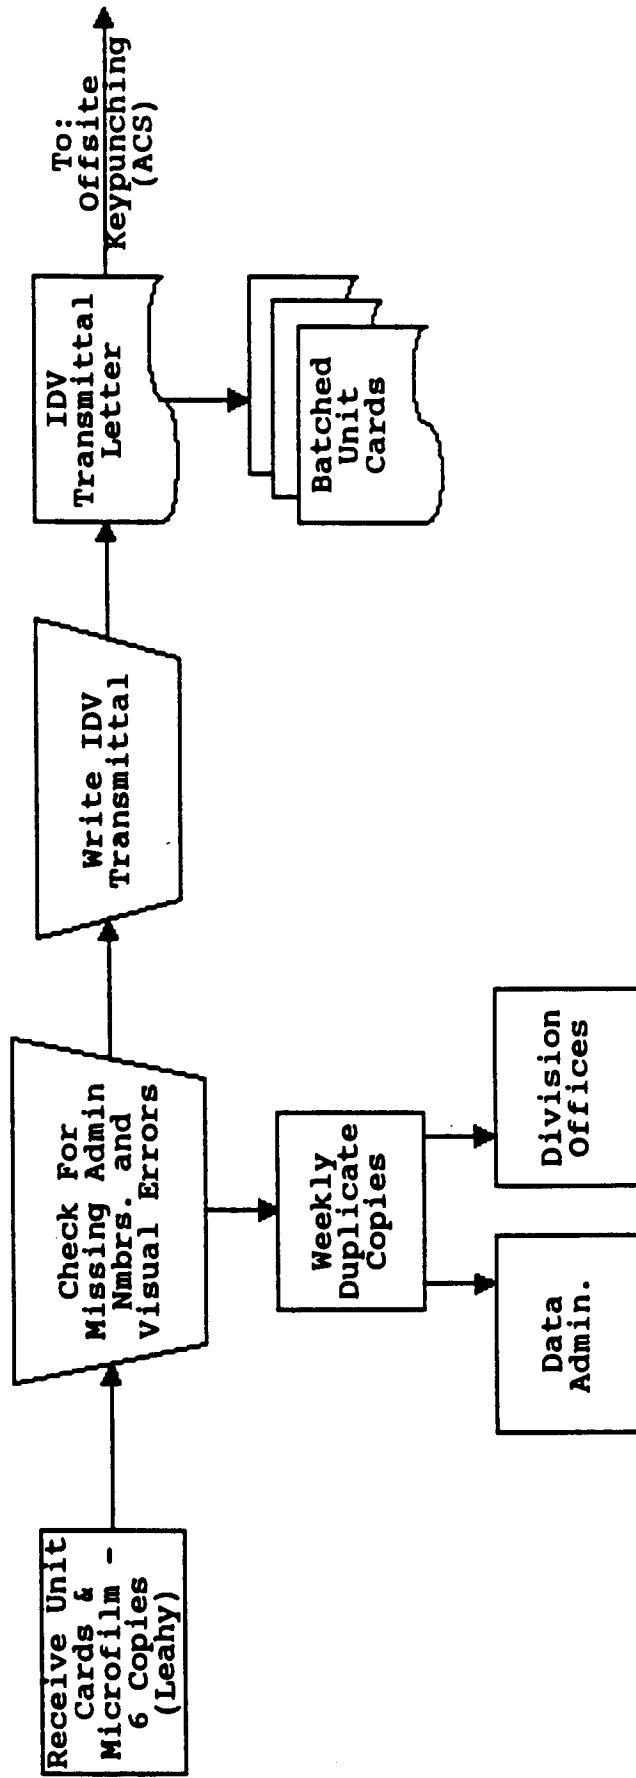 Receive Unit
Cards &
Microfilm -
6 Copies
(Leahy)
Check For
Missing Admin
Nmbrs. and
Visual Errors
Write IDV
Transmittal
IDV
Transmittal
Letter
To:
Offsite
Keypunching
(ACS)
Batched
Unit
Cards
Weekly
Duplicate
Copies
Data
Admin.
Division
Offices